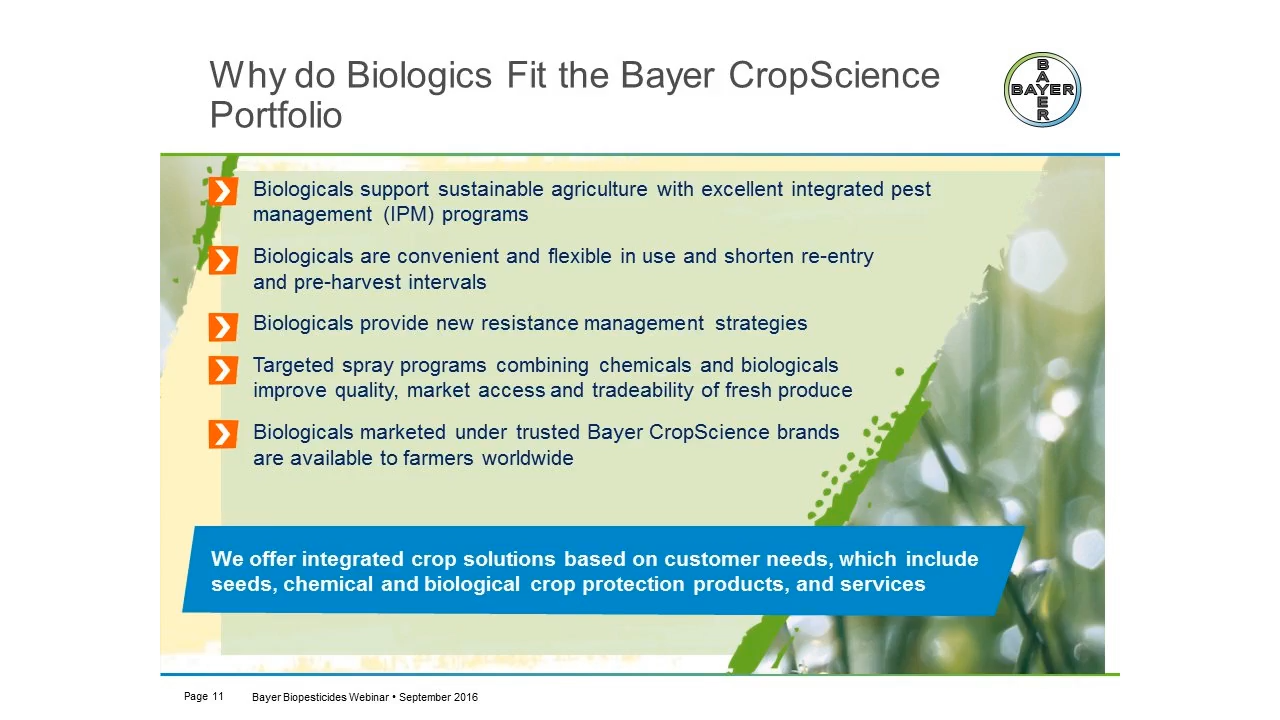 Why do Biologics Fit the Bayer CropScience
Portfolio
BAYER
BAYER
Biologicals support sustainable agriculture with excellent integrated pest
management (IPM) programs
Biologicals are convenient and flexible in use and shorten re-entry
and pre-harvest intervals
Biologicals provide new resistance management strategies
Targeted spray programs combining chemicals and biologicals
improve quality, market access and tradeability of fresh produce
Biologicals marketed under trusted Bayer CropScience brands
are available to farmers worldwide
We offer integrated crop solutions based on customer needs, which include
seeds, chemical and biological crop protection products, and services
Page 11 Bayer Biopesticides Webinar • September 2016